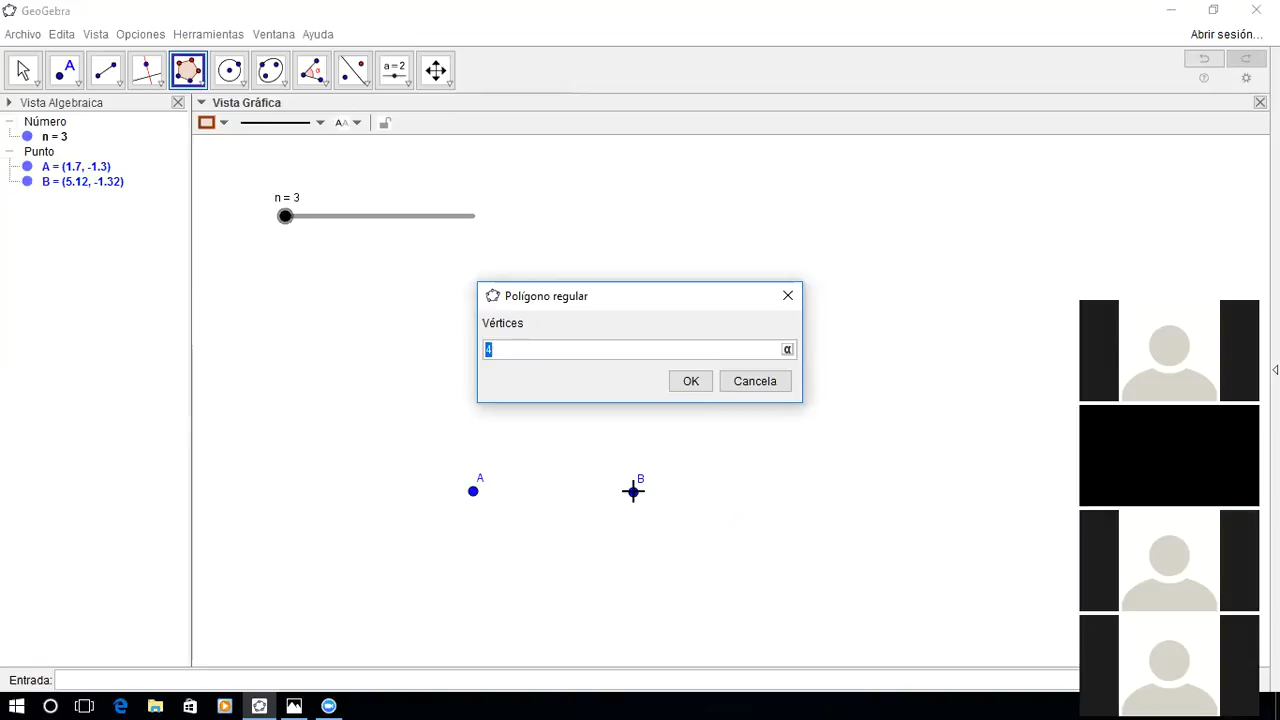 GeoGebra
Archivo Edita Vista Opciones Herramientas Ventana Ayuda
Abrir sesión...
A
α
a = 2
Vista Algebraica
Vista Gráfica
AA
Número
n = 3
Punto
A = (1.7, -1.3)
B = (5.12, -1.32)
n = 3
Polígono regular
Vértices
4
α
OK Cancela
A
B
Entrada: